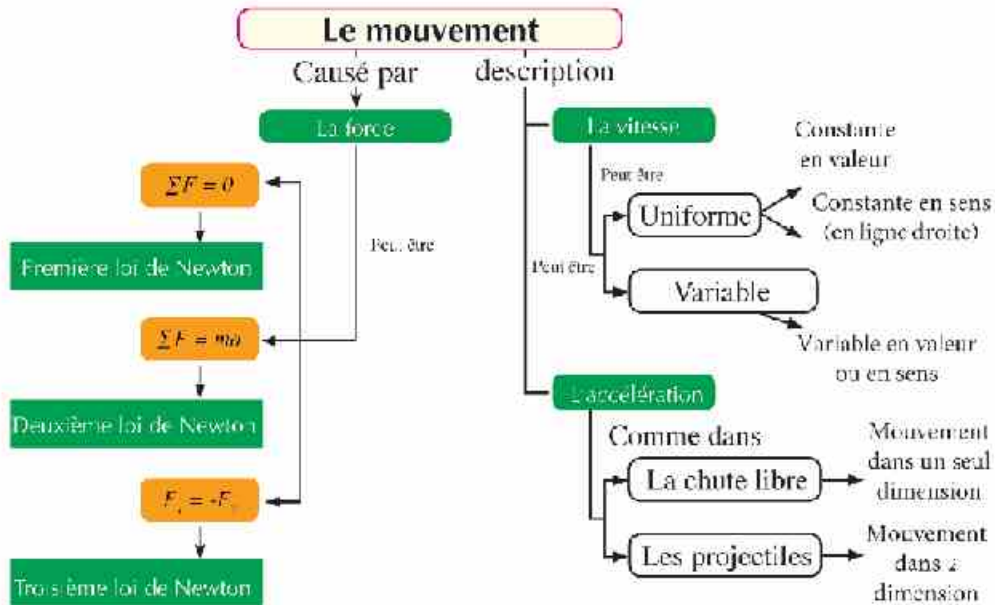 Le mouvement
Causé par
description
La force
ΣF = 0
Première loi de Newton
Peut être
ΣF = ma
Deuxième loi de Newton
Troisième loi de Newton
La vitesse
Peut être
Peut être
Uniforme
Constante
en valeur
Constante en sens
(en ligne droite)
Variable
Variable en valeur
ou en sens
L'accélération
Comme dans
La chute libre
Mouvement
dans un seul
dimension
Les projectiles
Mouvement
dans 2
dimension